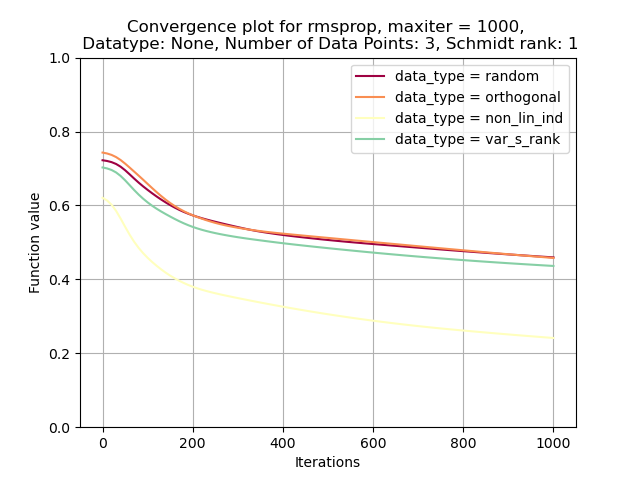 Convergence plot for rmsprop, maxiter = 1000,
Datatype: None, Number of Data Points: 3, Schmidt rank: 1
data_type = random
data_type = orthogonal
data_type = non_lin_ind
data_type = var_s_rank
Function value
1.0
0.8
0.6
0.4
0.2
0.0
0 200 400 600 800 1000
Iterations